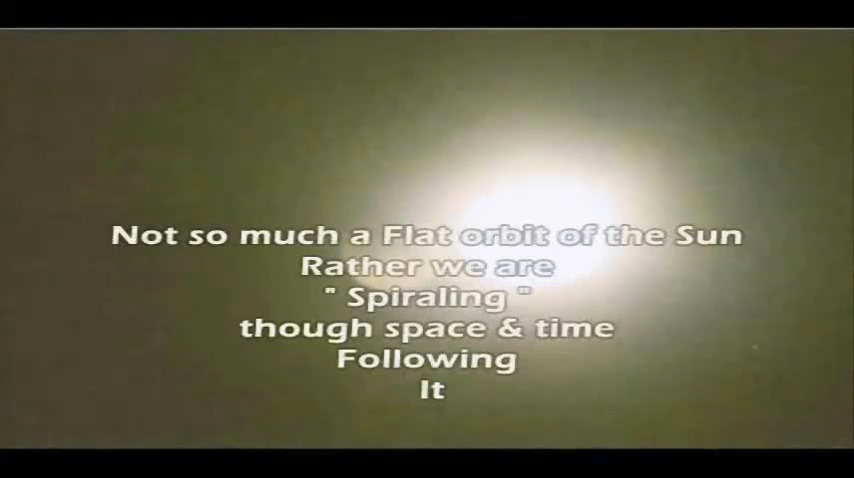 Not so much a Flat orbit of the Sun
Rather we are
" Spiraling "
though space & time
Following
It